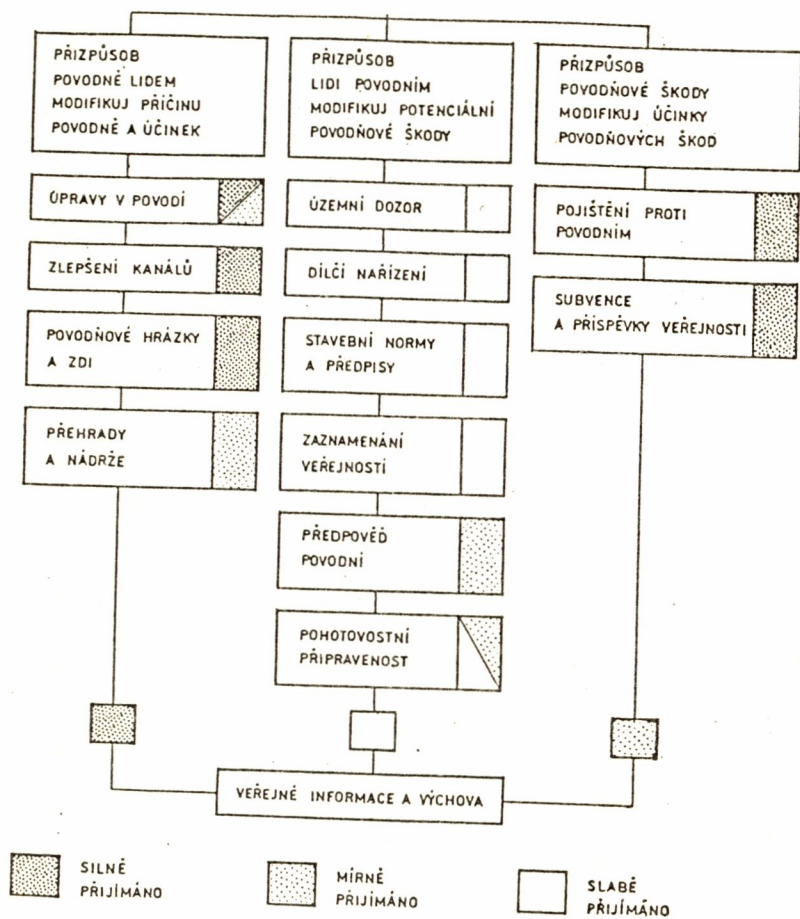 PŘIZPŮSOB
POVODNĚ LIDEM
MODIFIKUJ PŘÍČINU
POVODNĚ A ÚČINEK
ÚPRAVY V POVODÍ
ZLEPŠENÍ KANÁLŮ
POVODŇOVÉ HRÁZKY
A ZDI
PŘEHRADY
A NÁDRŽE
PŘIZPŮSOB
LIDI POVODNÍM
MODIFIKUJ POTENCIÁLNÍ
POVODŇOVÉ ŠKODY
ÚZEMNÍ DOZOR
DÍLČÍ NAŘÍZENÍ
STAVEBNÍ NORMY
A PŘEDPISY
ZAZNAMENÁNÍ
VEŘEJNOSTÍ
PŘEDPOVĚĎ
POVODNÍ
POHOTOVOSTNÍ
PŘIPRAVENOST
PŘIZPŮSOB
POVODŇOVÉ ŠKODY
MODIFIKUJ ÚČINKY
POVODŇOVÝCH ŠKOD
POJIŠTĚNÍ PROTI
POVODNÍM
SUBVENCE
A PŘÍSPĚVKY VEŘEJNOSTI
VEŘEJNÉ INFORMACE A VÝCHOVA
SILNĚ
PŘIJÍMÁNO
MÍRNĚ
PŘIJÍMÁNO
SLABĚ
PŘIJÍMÁNO